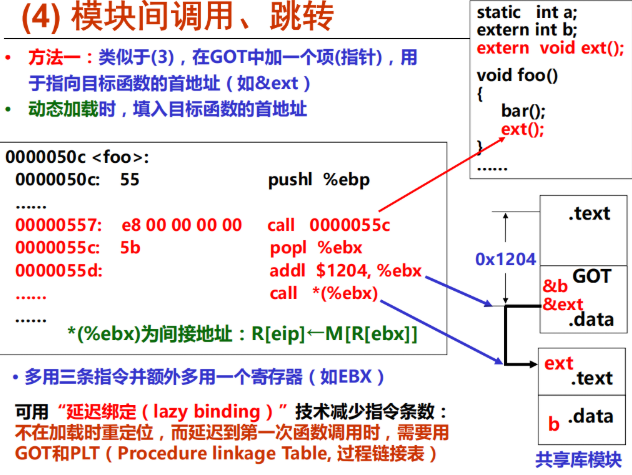 (4) 模块间调用、跳转
• 方法一：类似于(3)，在GOT中加一个项(指针)，用
于指向目标函数的首地址（如&ext）
• 动态加载时，填入目标函数的首地址
static int a;
extern int b;
extern void ext();
void foo()
{
bar();
ext();
}
……
0000050c <foo>:
0000050c: 55 pushl %ebp
……
00000557: e8 00 00 00 00 call 0000055c
0000055c: 5b popl %ebx
0000055d: addl $1204, %ebx
…… call *(%ebx)
……
*(%ebx)为间接地址：R[eip]←M[R[ebx]]
.text
0x1204
GOT
&b
&ext
.data
ext
.text
b .data
共享库模块
• 多用三条指令并额外多用一个寄存器（如EBX）
可用“延迟绑定（lazy binding）”技术减少指令条数：
不在加载时重定位，而延迟到第一次函数调用时，需要用
GOT和PLT（Procedure linkage Table, 过程链接表）